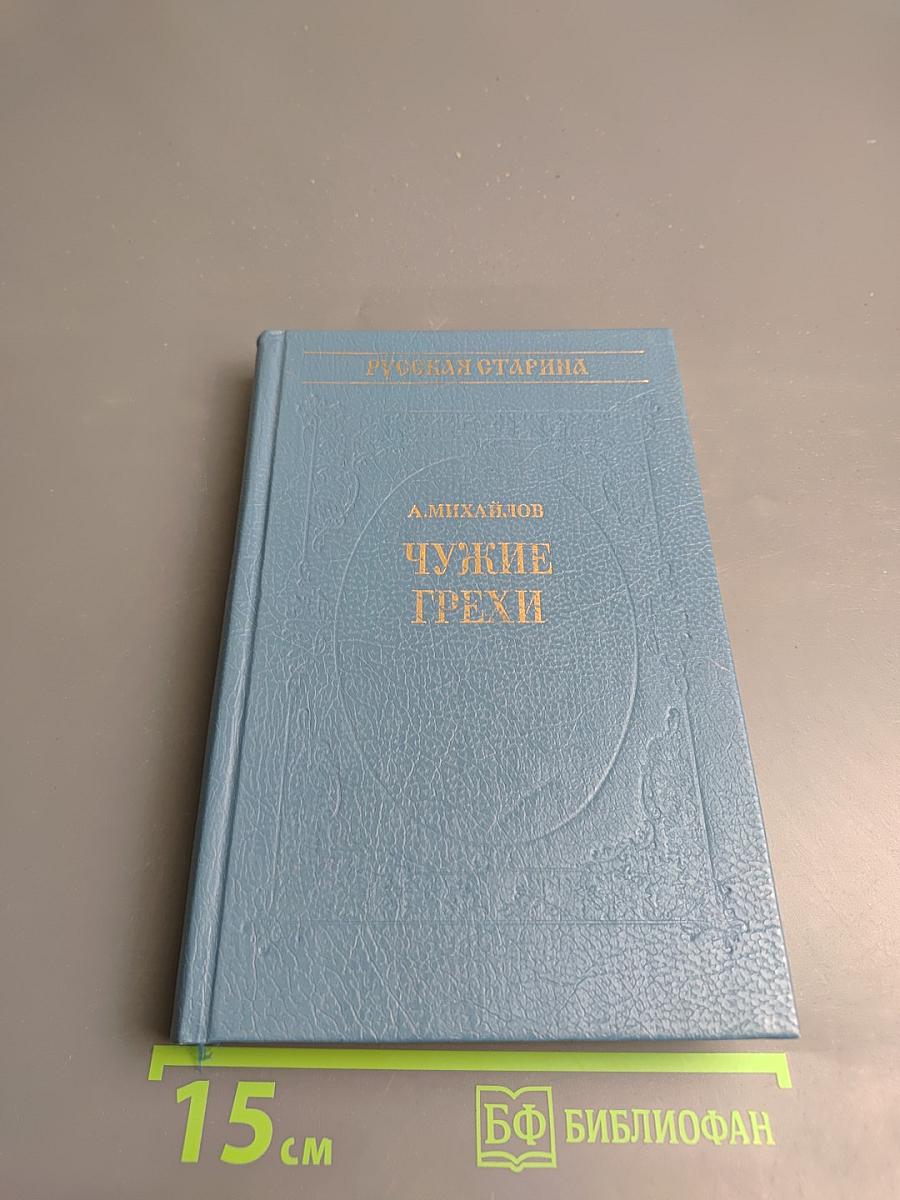 РУССКАЯ СТАРИНА
А.МИХАЙЛОВ
ЧУЖИЕ
ГРЕХИ
15 см
БФ БИБЛИОФАН